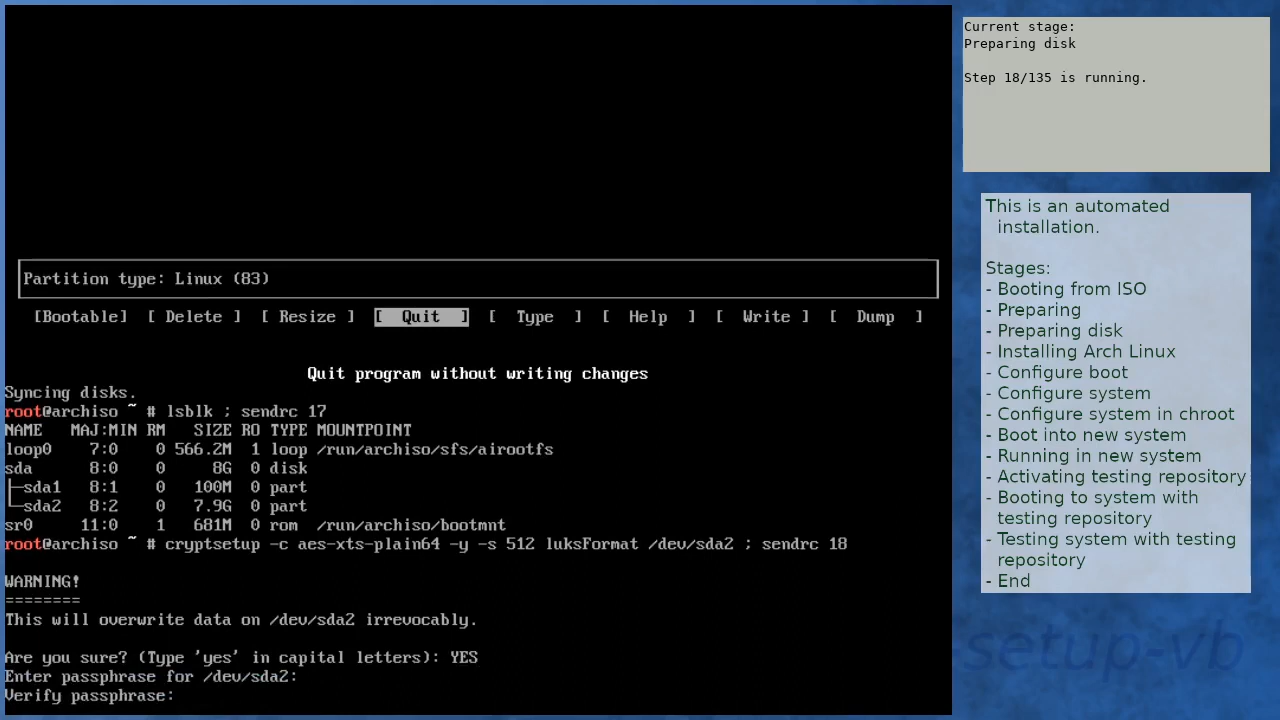 Partition type: Linux (83)
[Bootable]  [ Delete ]  [ Resize ]  [  Quit  ]  [  Type  ]  [  Help  ]  [  Write ]  [  Dump  ]
Quit program without writing changes
Syncing disks.
root@archiso ~ # lsblk ; sendrc 17
NAME   MAJ:MIN RM   SIZE RO TYPE MOUNTPOINT
loop0    7:0    0 566.2M  1 loop /run/archiso/sfs/airootfs
sda      8:0    0     8G  0 disk
├─sda1   8:1    0   100M  0 part
└─sda2   8:2    0   7.9G  0 part
sr0     11:0    1   681M  0 rom  /run/archiso/bootmnt
root@archiso ~ # cryptsetup -c aes-xts-plain64 -y -s 512 luksFormat /dev/sda2 ; sendrc 18
WARNING!
========
This will overwrite data on /dev/sda2 irrevocably.
Are you sure? (Type 'yes' in capital letters): YES
Enter passphrase for /dev/sda2:
Verify passphrase:
Current stage:
Preparing disk
Step 18/135 is running.
This is an automated
installation.
Stages:
- Booting from ISO
- Preparing
- Preparing disk
- Installing Arch Linux
- Configure boot
- Configure system
- Configure system in chroot
- Boot into new system
- Running in new system
- Activating testing repository
- Booting to system with
testing repository
- Testing system with testing
repository
- End
setup-vb